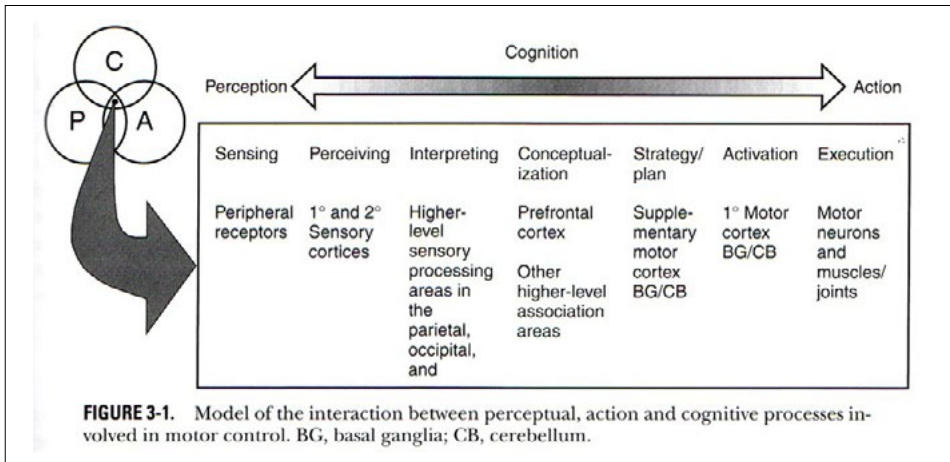 C
P A
Cognition
Perception Action
Sensing Perceiving Interpreting Conceptual- Strategy/ Activation Execution
ization plan
Peripheral 1° and 2° Higher- Prefrontal Supple- 1° Motor Motor
receptors Sensory level cortex mentary cortex neurons
cortices sensory motor BG/CB and
processing Other cortex muscles/
areas in higher-level BG/CB joints
the association
parietal, areas
occipital,
and
FIGURE 3-1. Model of the interaction between perceptual, action and cognitive processes in-
volved in motor control. BG, basal ganglia; CB, cerebellum.